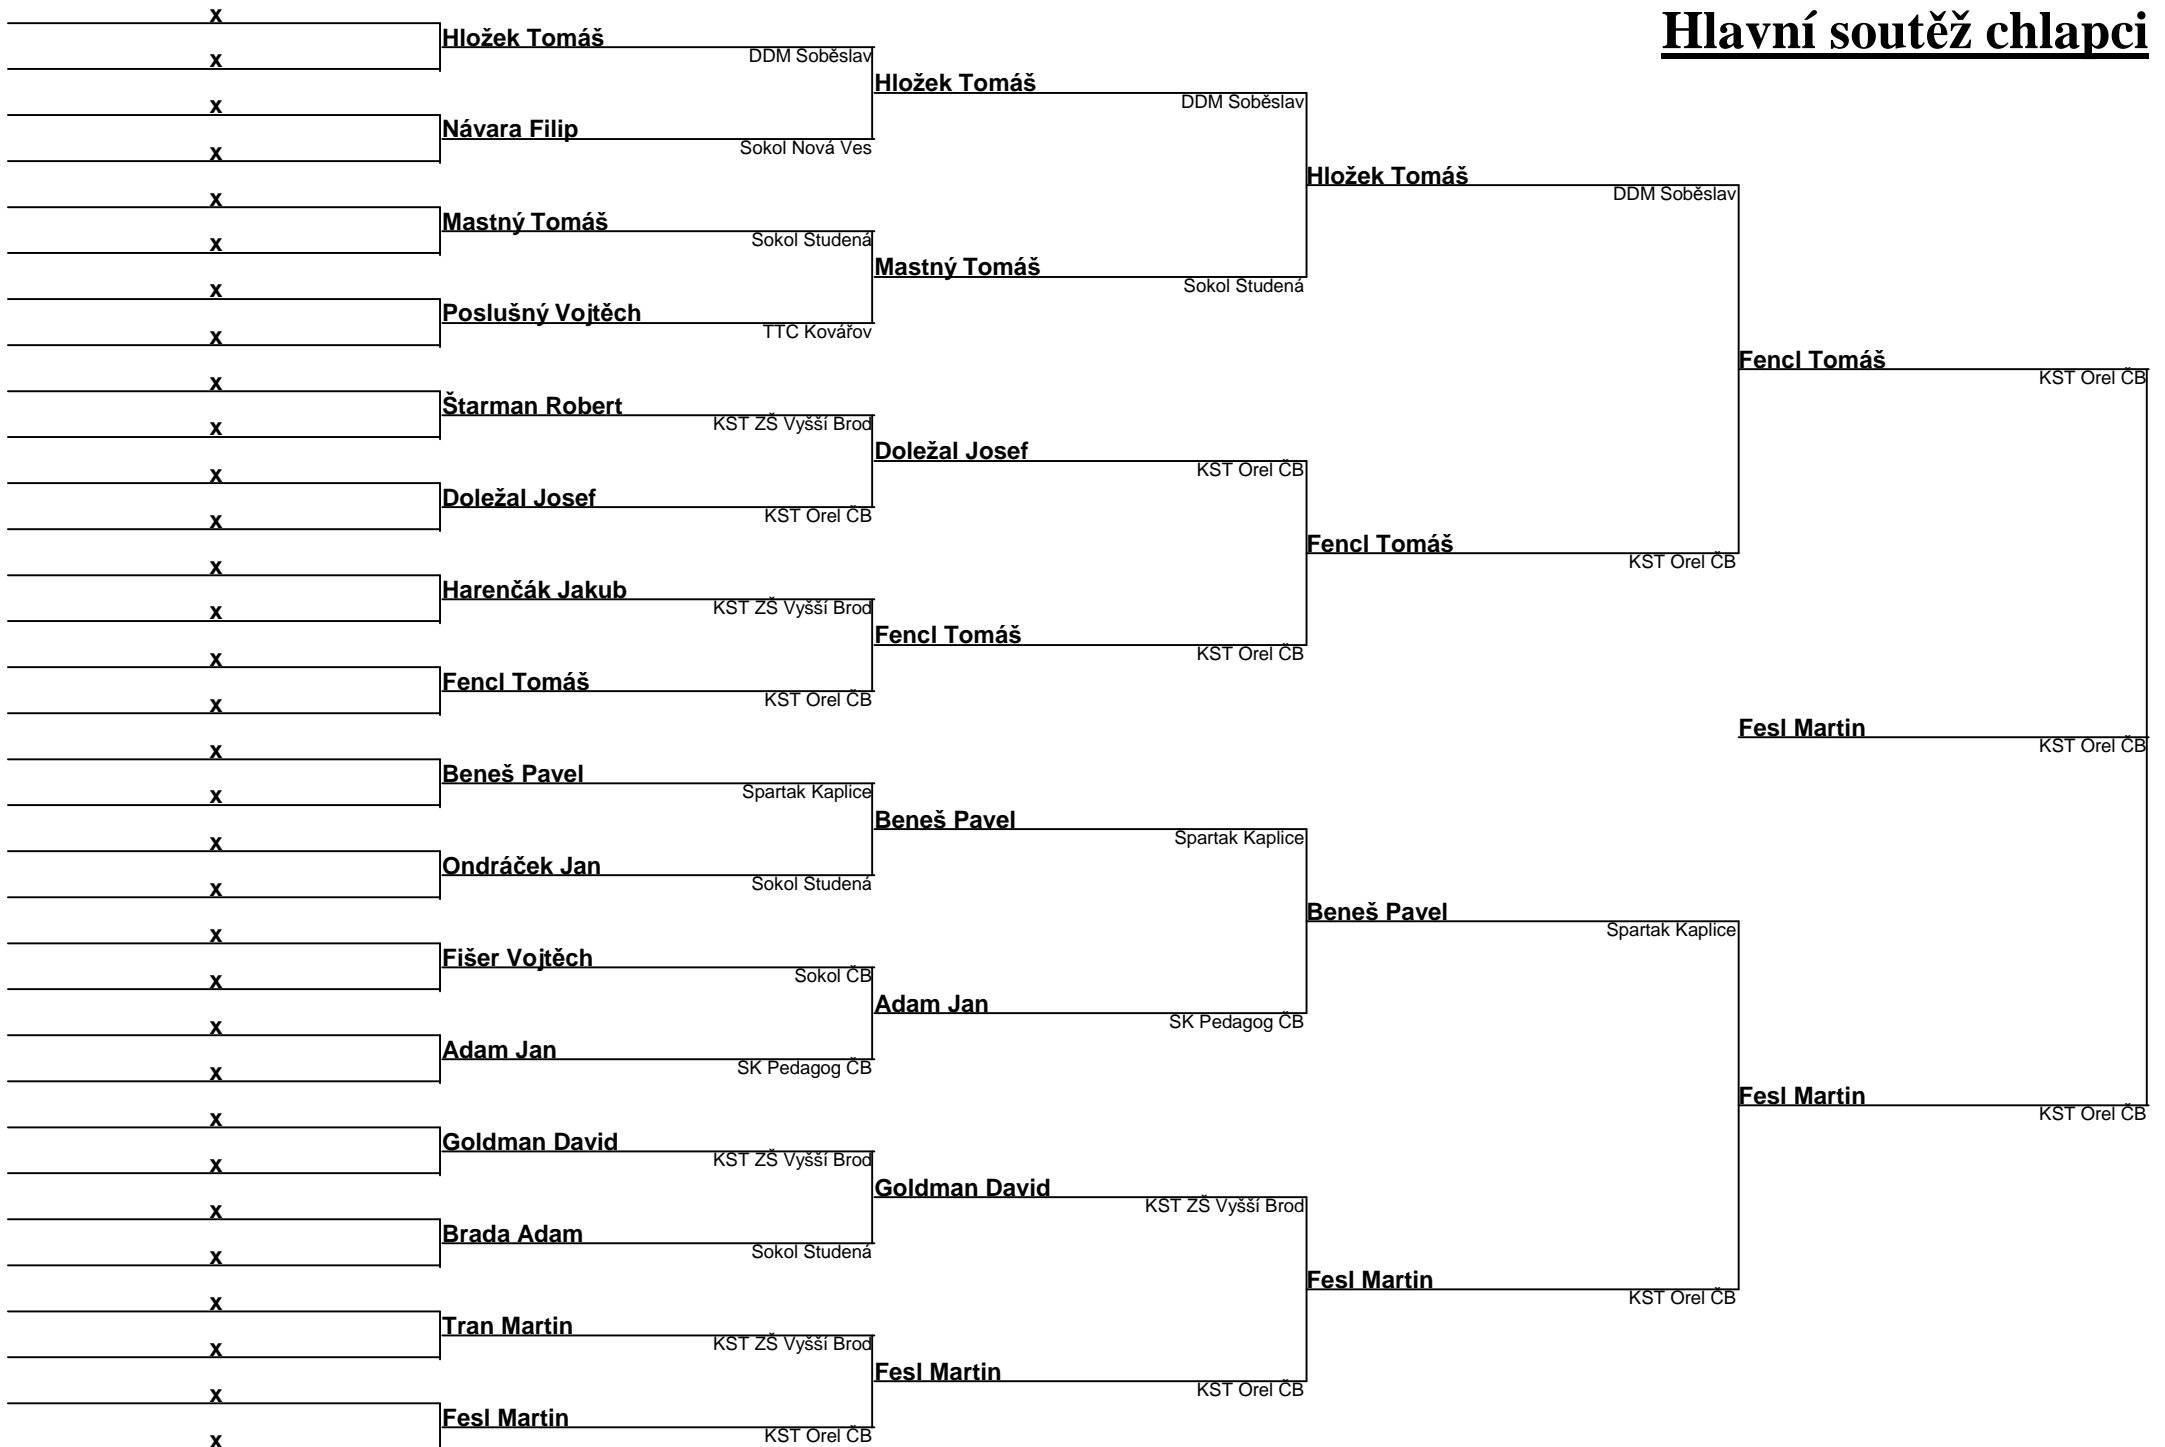 Hlavní soutěž chlapci
x
Hložek Tomáš
DDM Soběslav
x
Hložek Tomáš
DDM Soběslav
x
Návara Filip
Sokol Nová Ves
x
Hložek Tomáš
DDM Soběslav
x
Mastný Tomáš
Sokol Studená
x
Mastný Tomáš
Sokol Studená
x
Poslušný Vojtěch
TTC Kovářov
x
Fencl Tomáš
KST Orel ČB
x
Štarman Robert
KST ZŠ Vyšší Brod
x
Doležal Josef
KST Orel ČB
x
Doležal Josef
KST Orel ČB
x
Fencl Tomáš
KST Orel ČB
x
Harenčák Jakub
KST ZŠ Vyšší Brod
x
Fencl Tomáš
KST Orel ČB
x
Fencl Tomáš
KST Orel ČB
x
Fesl Martin
KST Orel ČB
x
Beneš Pavel
Spartak Kaplice
x
Beneš Pavel
Spartak Kaplice
x
Ondráček Jan
Sokol Studená
x
Beneš Pavel
Spartak Kaplice
x
Fišer Vojtěch
Sokol ČB
x
Adam Jan
SK Pedagog ČB
x
Adam Jan
SK Pedagog ČB
x
Fesl Martin
KST Orel ČB
x
Goldman David
KST ZŠ Vyšší Brod
x
Goldman David
KST ZŠ Vyšší Brod
x
Brada Adam
Sokol Studená
x
Fesl Martin
KST Orel ČB
x
Tran Martin
KST ZŠ Vyšší Brod
x
Fesl Martin
KST Orel ČB
x
Fesl Martin
KST Orel ČB
x